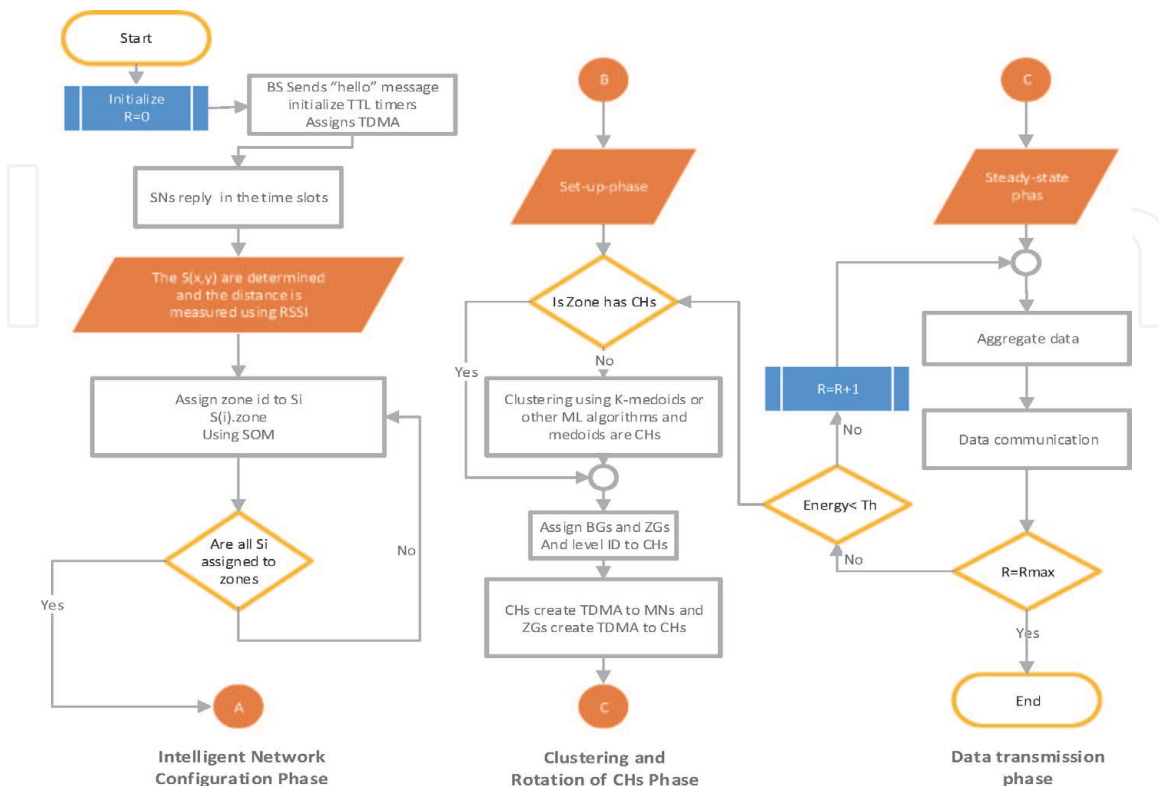 Start
Initialize
R=0
BS Sends “hello” message
initialize TTL timers
Assigns TDMA
SNs reply in the time slots
The S(x,y) are determined
and the distance is
measured using RSSI
Assign zone id to Si
S(i).zone
Using SOM
Are all Si
assigned to
zones
No
Yes
A
Intelligent Network
Configuration Phase
B
Set-up-phase
Is Zone has CHs
No
Yes
Clustering using K-medoids or
other ML algorithms and
medoids are CHs
Assign BGs and ZGs
And level ID to CHs
CHs create TDMA to MNs and
ZGs create TDMA to CHs
C
Clustering and
Rotation of CHs Phase
C
Steady-state
phas
Aggregate data
R=R+1
Data communication
No
Energy< Th
No
R=Rmax
Yes
End
Data transmission
phase